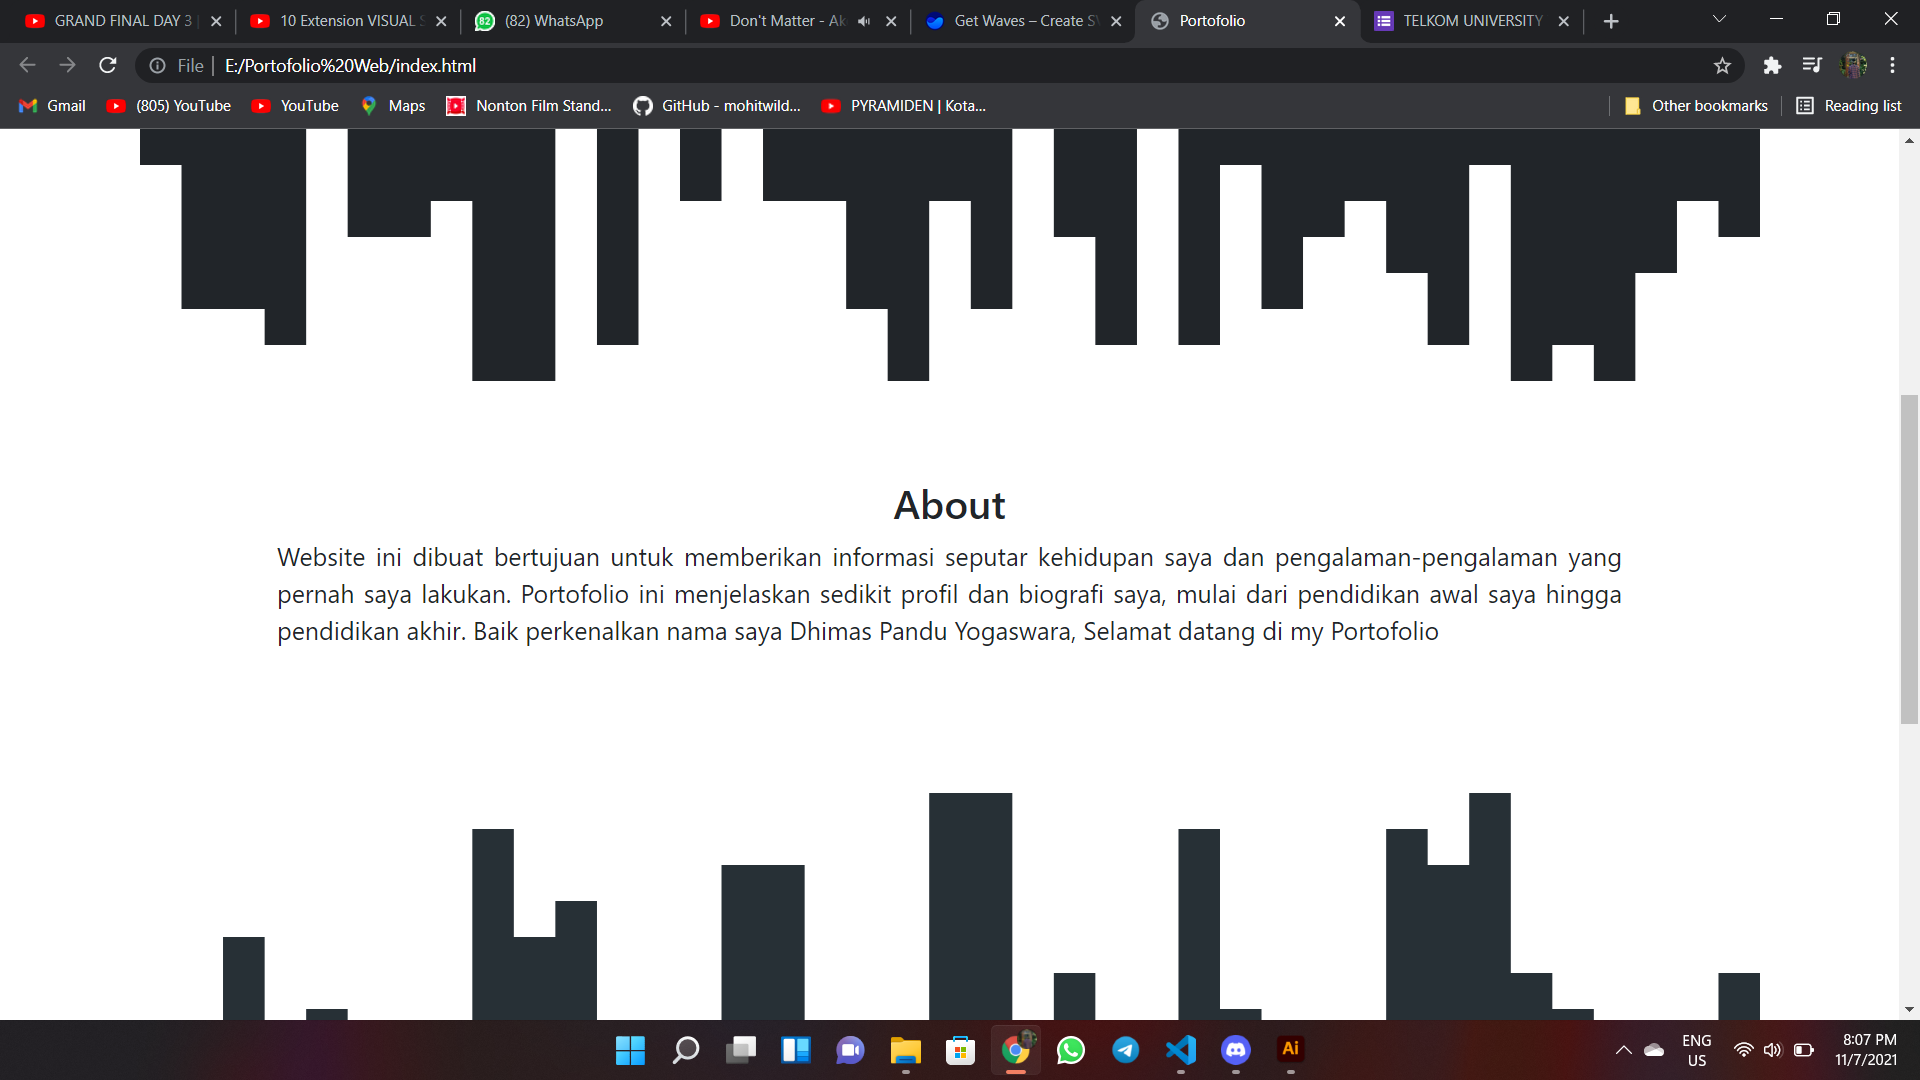 GRAND FINAL DAY 3
10 Extension VISUAL S
(82) WhatsApp
Don't Matter - Ak
Get Waves – Create SV
Portofolio
TELKOM UNIVERSITY
File
E:/Portofolio%20Web/index.html
Gmail
(805) YouTube
YouTube
Maps
Nonton Film Stand...
GitHub - mohitwild...
PYRAMIDEN | Kota...
Other bookmarks
Reading list
About
Website ini dibuat bertujuan untuk memberikan informasi seputar kehidupan saya dan pengalaman-pengalaman yang
pernah saya lakukan. Portofolio ini menjelaskan sedikit profil dan biografi saya, mulai dari pendidikan awal saya hingga
pendidikan akhir. Baik perkenalkan nama saya Dhimas Pandu Yogaswara, Selamat datang di my Portofolio
Ai
ENG
US
8:07 PM
11/7/2021